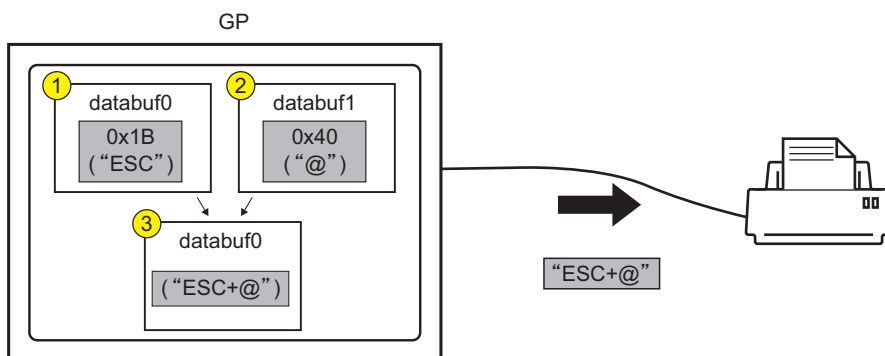 GP
1
databuf0
0x1B
(“ESC”)
2
databuf1
0x40
(“@”)
3
databuf0
(“ESC+@”)
“ESC+@”